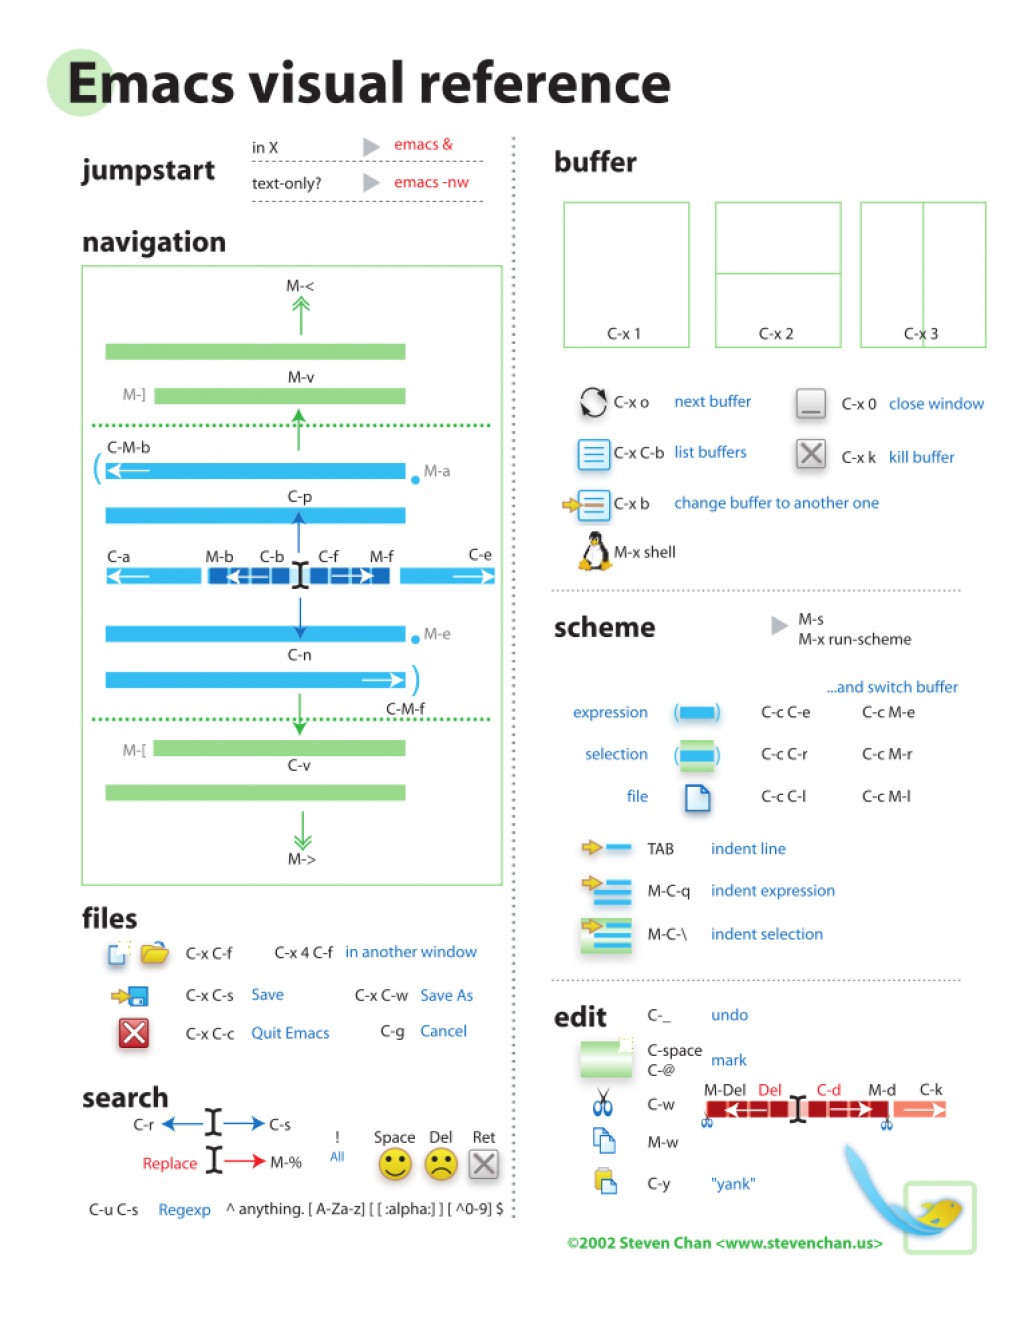 Emacs visual reference
jumpstart
in X emacs &
text-only? emacs -nw
navigation
M-<
M-v
M-]
C-M-b
( M-a
C-p
C-a M-b C-b C-f M-f C-e
M-e
C-n
)
C-M-f
M-[
C-v
M->
files
C-x C-f C-x 4 C-f in another window
C-x C-s Save C-x C-w Save As
C-x C-c Quit Emacs C-g Cancel
search
C-r C-s
Replace M-%
! Space Del Ret
All
C-u C-s Regexp ^ anything. [ A-Za-z] [ [ :alpha:] ] [ ^0-9] $
buffer
C-x 1 C-x 2 C-x 3
C-x o next buffer C-x 0 close window
C-x C-b list buffers C-x k kill buffer
C-x b change buffer to another one
M-x shell
scheme
M-s
M-x run-scheme
...and switch buffer
expression ( ) C-c C-e C-c M-e
selection ( ) C-c C-r C-c M-r
file C-c C-l C-c M-l
TAB indent line
M-C-q indent expression
M-C-\ indent selection
edit
C-_ undo
C-space
C-@ mark
M-Del Del C-d M-d C-k
C-w
M-w
C-y "yank"
©2002 Steven Chan <www.stevenchan.us>